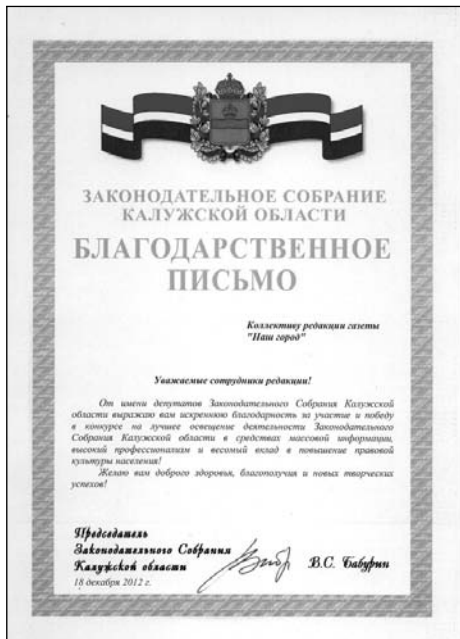 ЗАКОНОДАТЕЛЬНОЕ СОБРАНИЕ
КАЛУЖСКОЙ ОБЛАСТИ
БЛАГОДАРСТВЕННОЕ
ПИСЬМО
Коллективу редакции газеты
"Наш город"
Уважаемые сотрудники редакции!
От имени депутатов Законодательного Собрания Калужской
области выражаю вам искреннюю благодарность за участие и победу
в конкурсе на лучшее освещение деятельности Законодательного
Собрания Калужской области в средствах массовой информации,
высокий профессионализм и весомый вклад в повышение правовой
культуры населения!
Желаю вам доброго здоровья, благополучия и новых творческих
успехов!
Председатель
Законодательного Собрания
Калужской области
В.С. Бабурин
18 декабря 2012 г.